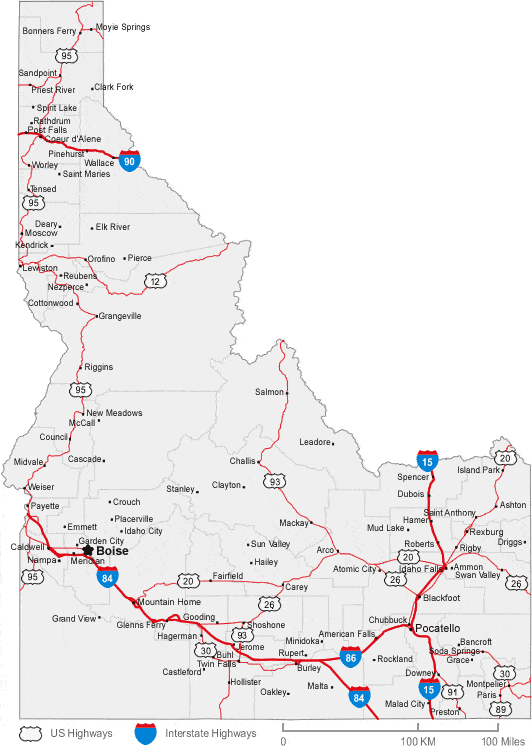 Moyie Springs
Bonners Ferry
95
Sandpoint
Clark Fork
Priest River
Spirit Lake
Rathdrum
Post Falls
Coeur d'Alene
Pinehurst
90
Wallace
Worley
Saint Maries
Tensed
95
Deary
Elk River
Moscow
Kendrick
Orofino
Pierce
Lewiston
Reubens
12
Nezperce
Cottonwood
Grangeville
Riggins
95
Salmon
New Meadows
McCall
Council
Leadore
Midvale
Cascade
Challis
15
20
Island Park
Spencer
93
Weiser
Stanley
Clayton
Dubois
Payette
Crouch
Ashton
Saint Anthony
Placerville
Mackay
Hamer
Emmett
Idaho City
Mud Lake
Rexburg
Garden City
Sun Valley
Roberts
Driggs
Caldwell
Boise
Arco
20
Rigby
Nampa
Meridian
Hailey
Atomic City
Idaho Falls
Ammon
Swan Valley
95
84
20
Fairfield
Carey
26
26
Mountain Home
26
Blackfoot
Grand View
Glenns Ferry
Gooding
Shoshone
Chubbuck
Pocatello
Hagerman
93
Minidoka
American Falls
30
Jerome
Bancroft
Buhl
Rupert
86
Soda Springs
Twin Falls
Burley
Rockland
Grace
Castleford
Downey
30
Hollister
Malta
84
15
91
Montpelier
Oakley
Paris
Malad City
Preston
89
US Highways
Interstate Highways
0
100 KM
100 Miles